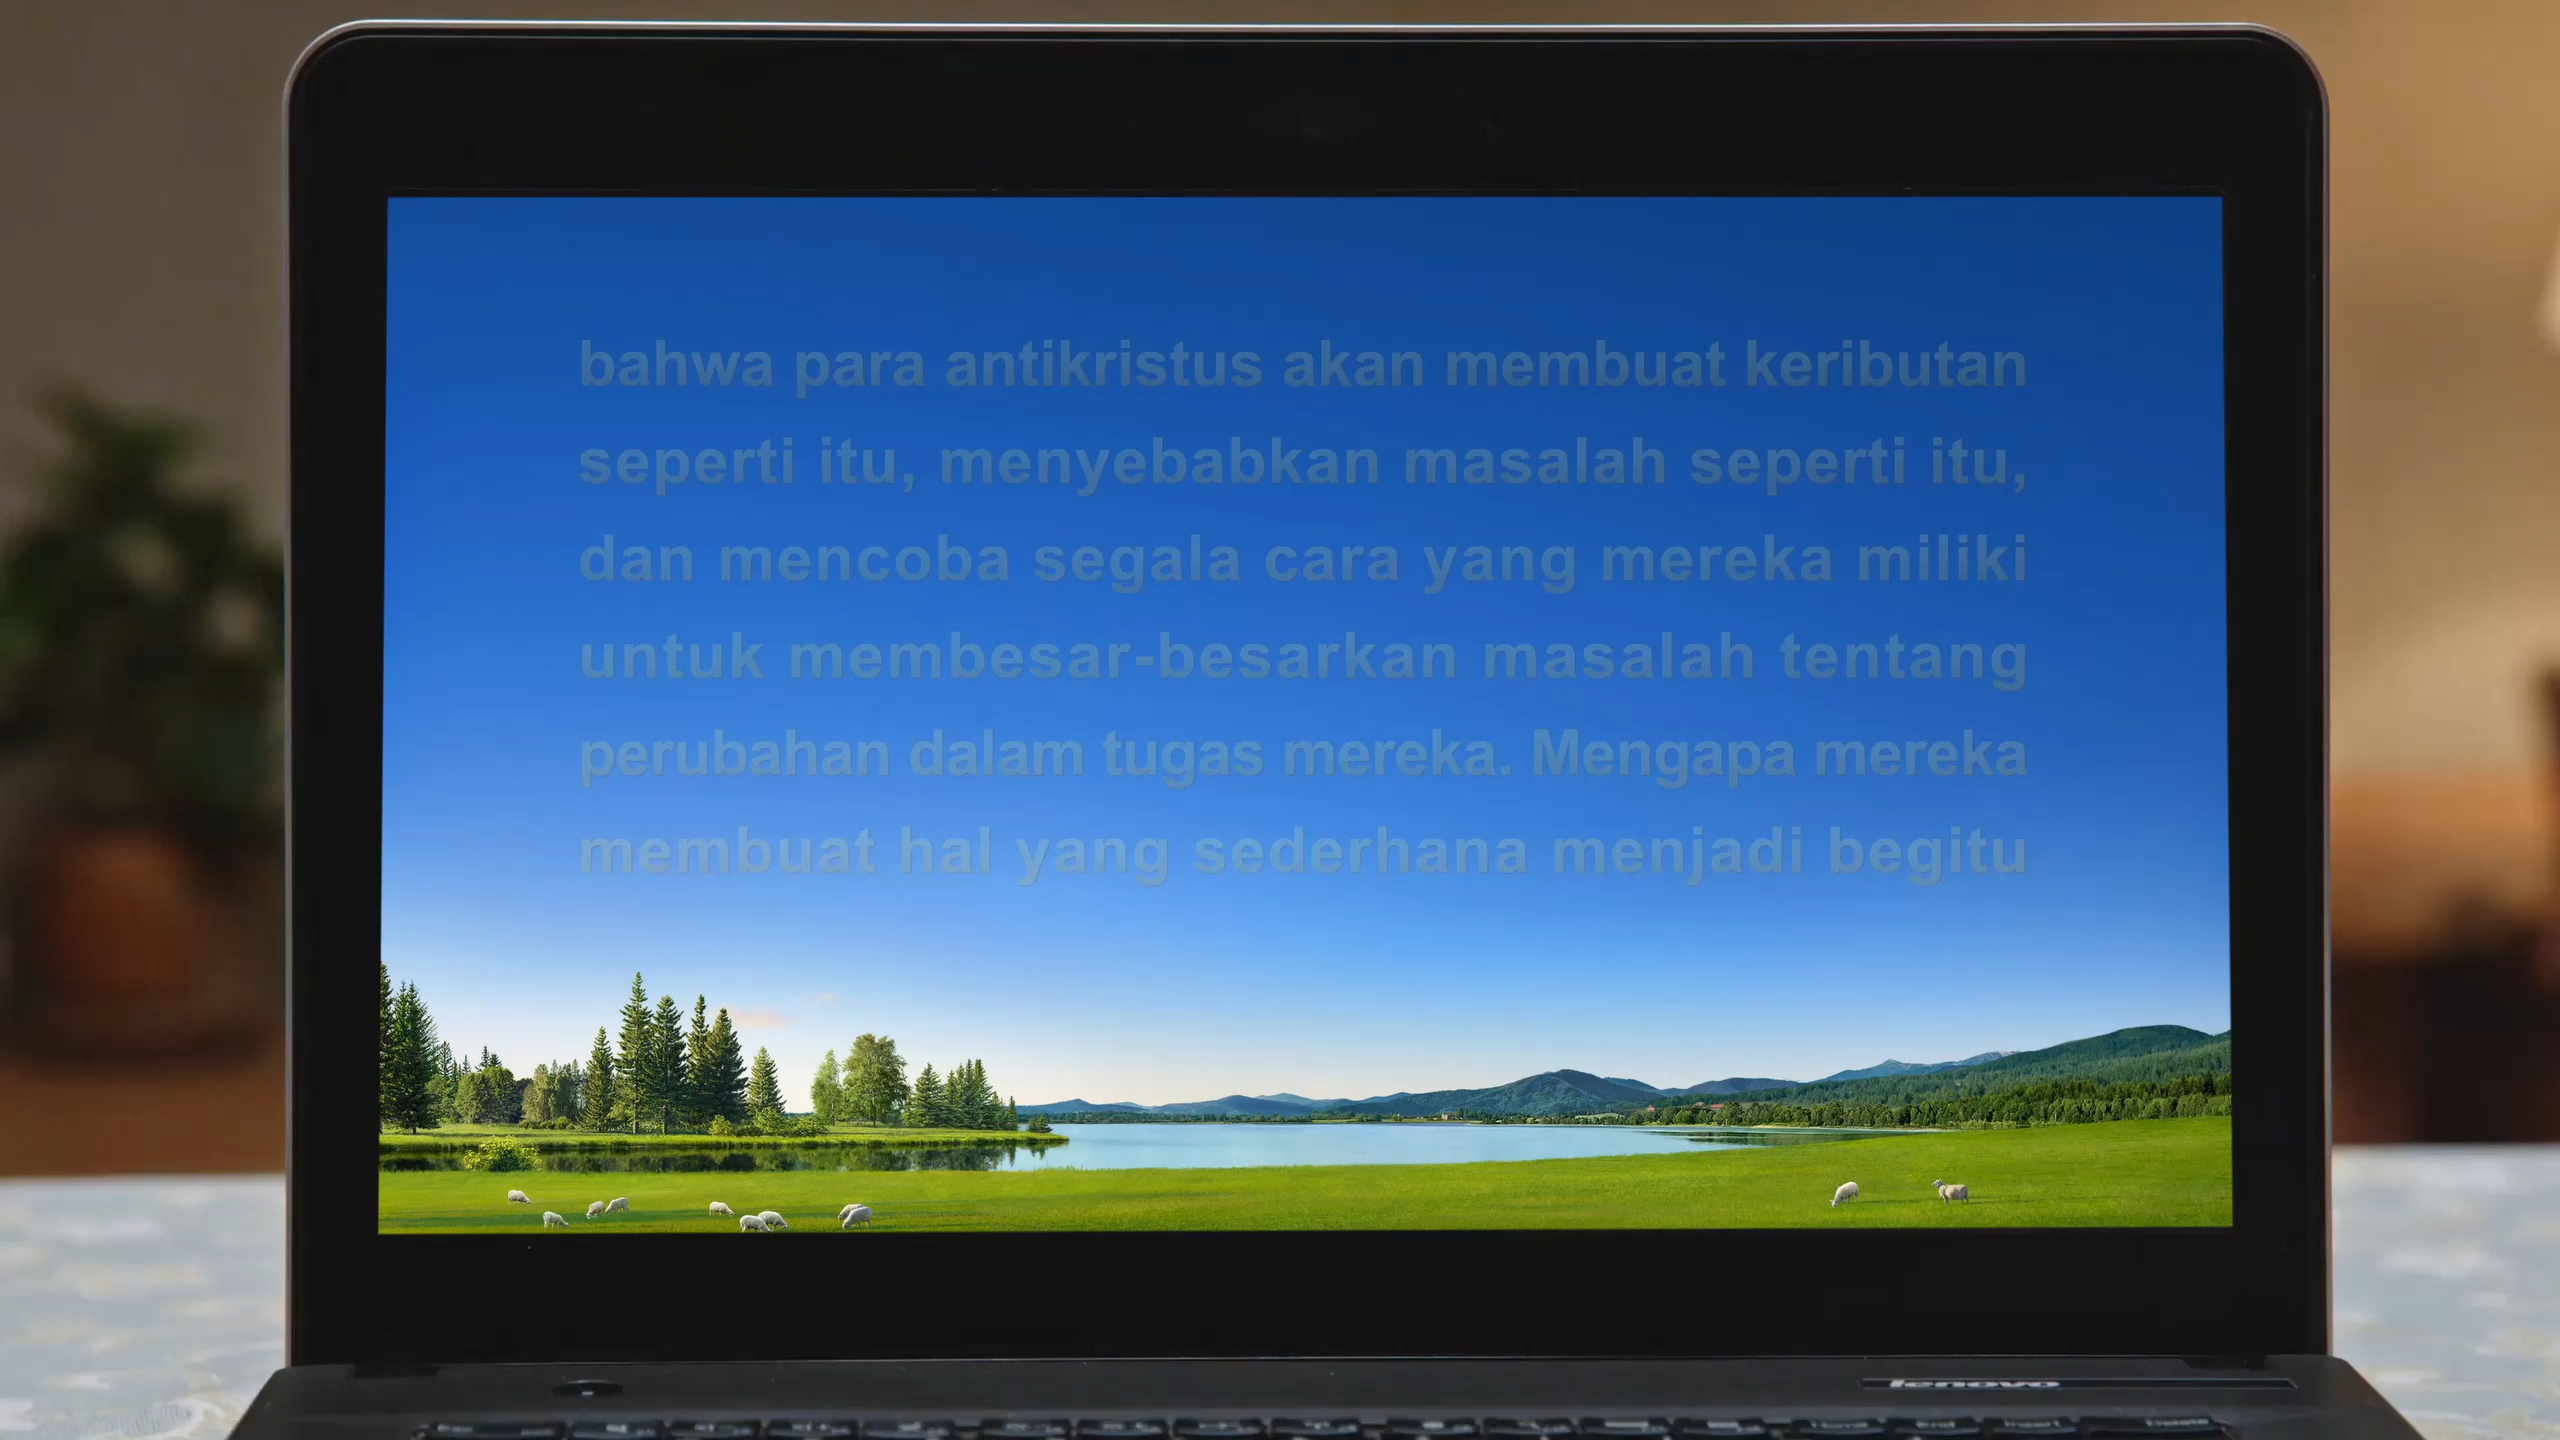 bahwa para antikristus akan membuat keributan
seperti itu, menyebabkan masalah seperti itu,
dan mencoba segala cara yang mereka miliki
untuk membesar-besarkan masalah tentang
perubahan dalam tugas mereka. Mengapa mereka
membuat hal yang sederhana menjadi begitu
lenovo